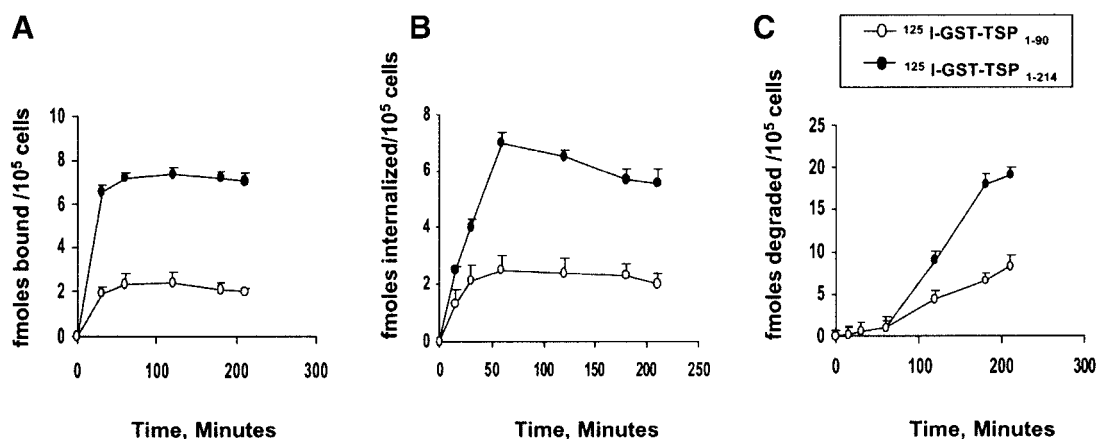 A
fmoles bound /10⁵ cells
10
8
6
4
2
0
0 100 200 300
Time, Minutes
B
fmoles internalized/10⁵ cells
8
6
4
2
0
0 50 100 150 200 250
Time, Minutes
C
¹²⁵ I-GST-TSP ₁₋₉₀
¹²⁵ I-GST-TSP ₁₋₂₁₄
fmoles degraded /10⁵ cells
25
20
15
10
5
0
0 100 200 300
Time, Minutes